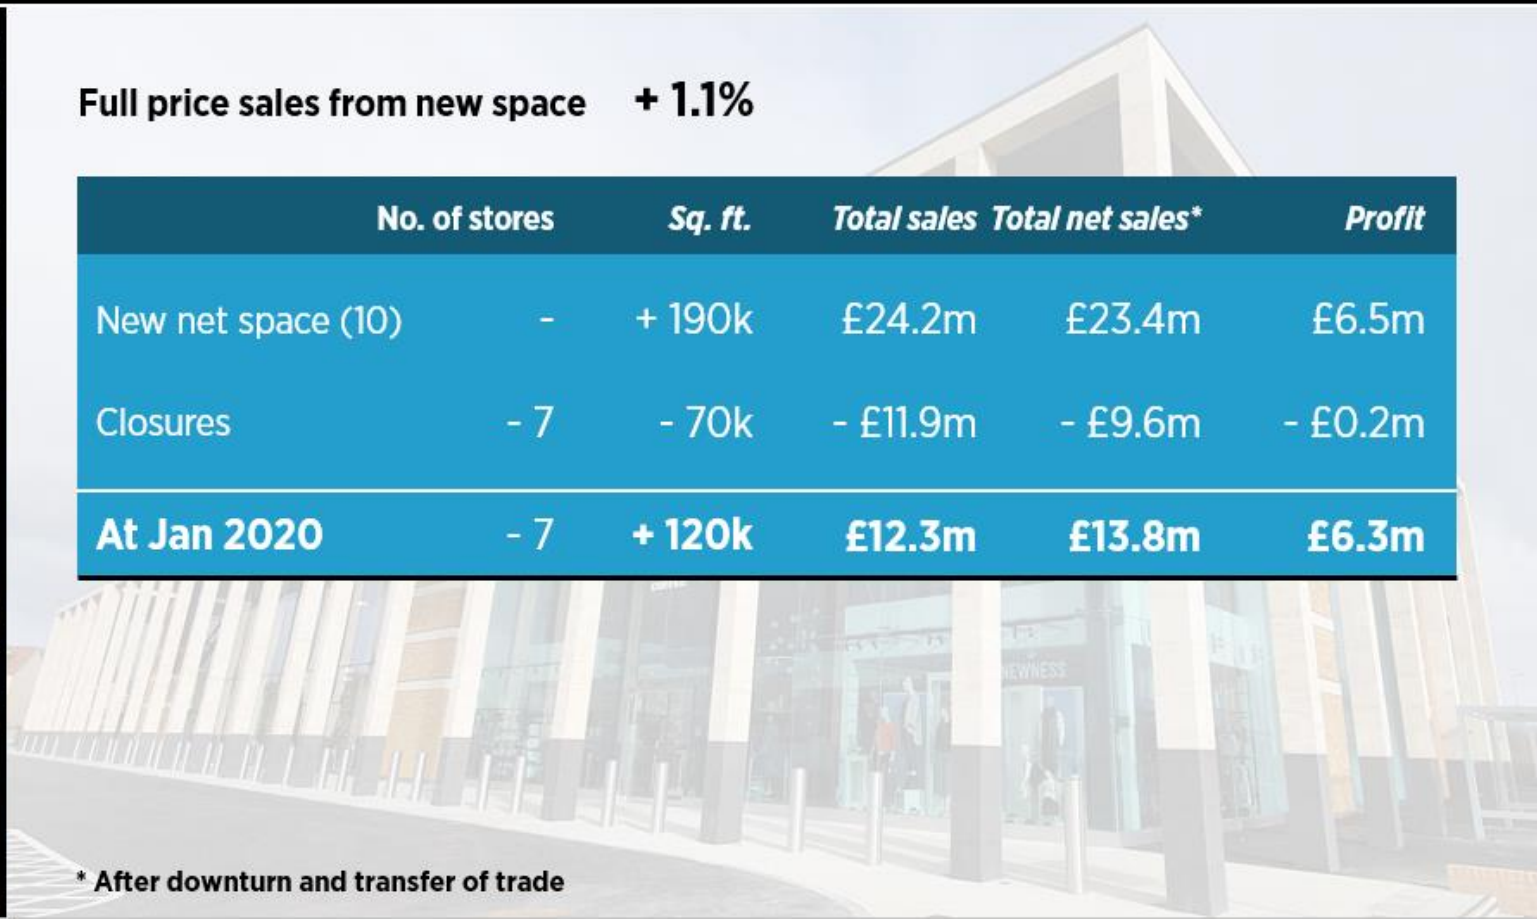 Full price sales from new space + 1.1%
No. of stores Sq. ft. Total sales Total net sales* Profit
New net space (10) - + 190k £24.2m £23.4m £6.5m
Closures - 7 - 70k - £11.9m - £9.6m - £0.2m
At Jan 2020 - 7 + 120k £12.3m £13.8m £6.3m
NEWNESS
* After downturn and transfer of trade